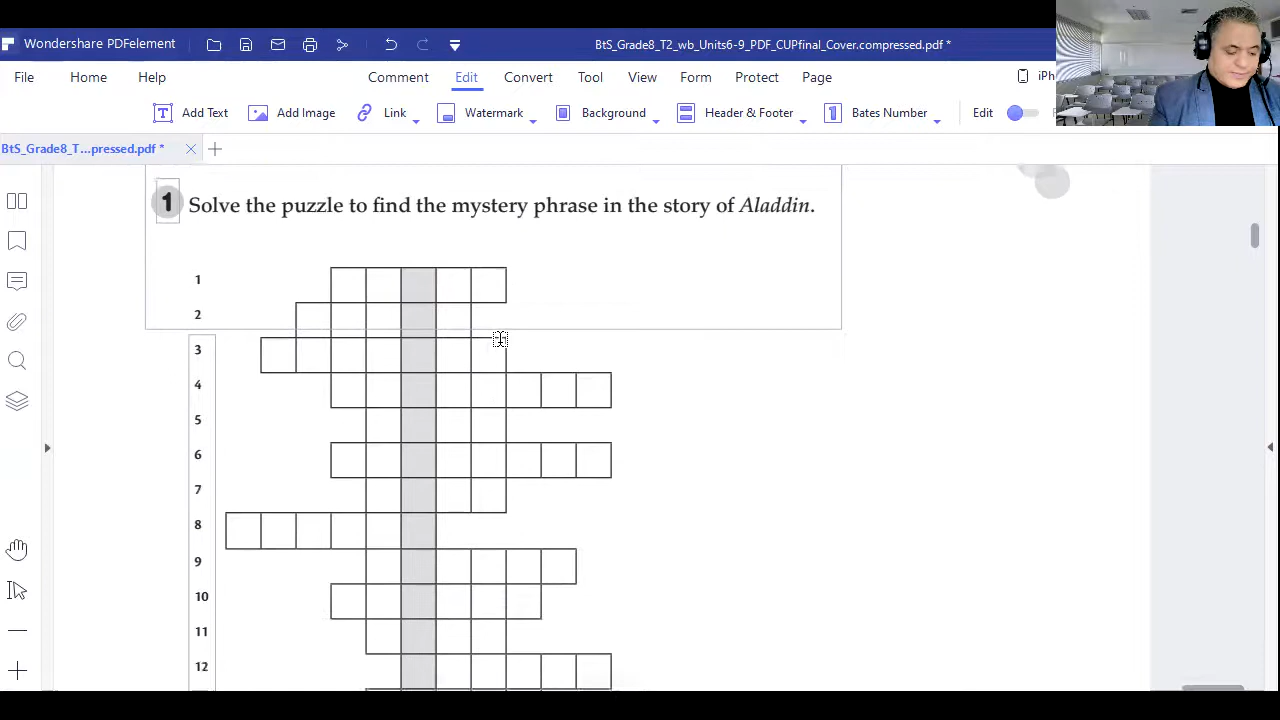 Wondershare PDFelement
BtS_Grade8_T2_wb_Units6-9_PDF_CUPfinal_Cover.compressed.pdf *
File Home Help Comment Edit Convert Tool View Form Protect Page iPh
Add Text Add Image Link Watermark Background Header & Footer Bates Number Edit
BtS_Grade8_T...pressed.pdf *
1 Solve the puzzle to find the mystery phrase in the story of Aladdin.
1
2
3
4
5
6
7
8
9
10
11
12